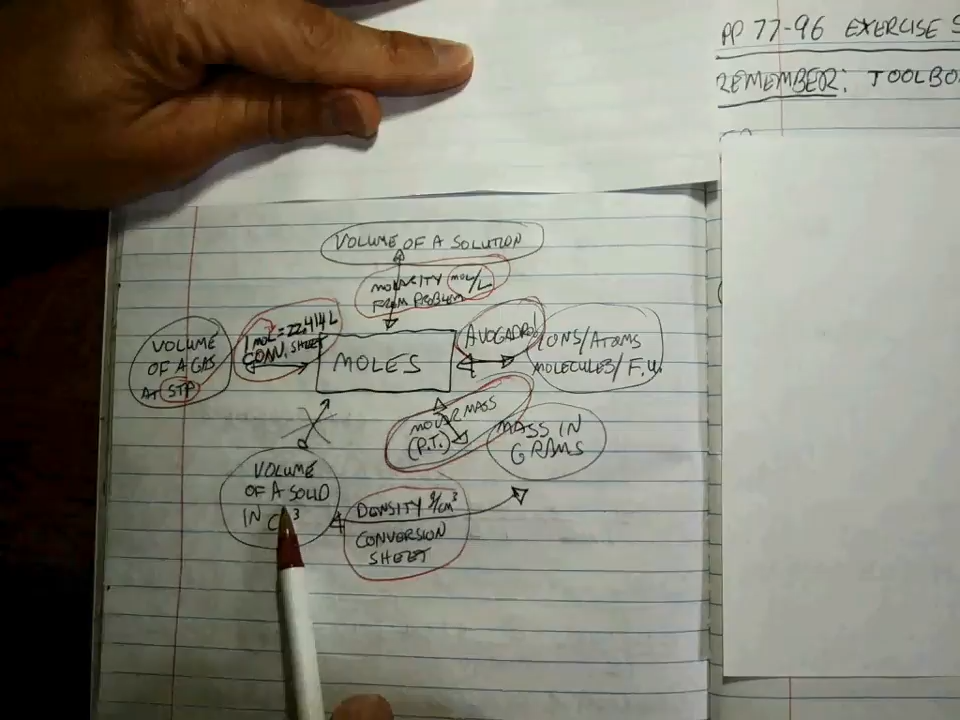 PP 77-96 EXERCISE S
REMEMBER: TOOLBO
VOLUME OF A SOLUTION
MOLARITY MOL/L
FROM PROBLEM
VOLUME
OF A GAS
AT STP
1 MOL = 22.414 L
CONV. SHEET
MOLES
AVOGADRO!
IONS/ATOMS
MOLECULES/F.U.
MOLAR MASS
(P.T.)
MASS IN
GRAMS
VOLUME
OF A SOLID
IN C 3
DENSITY g/cm³
CONVERSION
SHEET